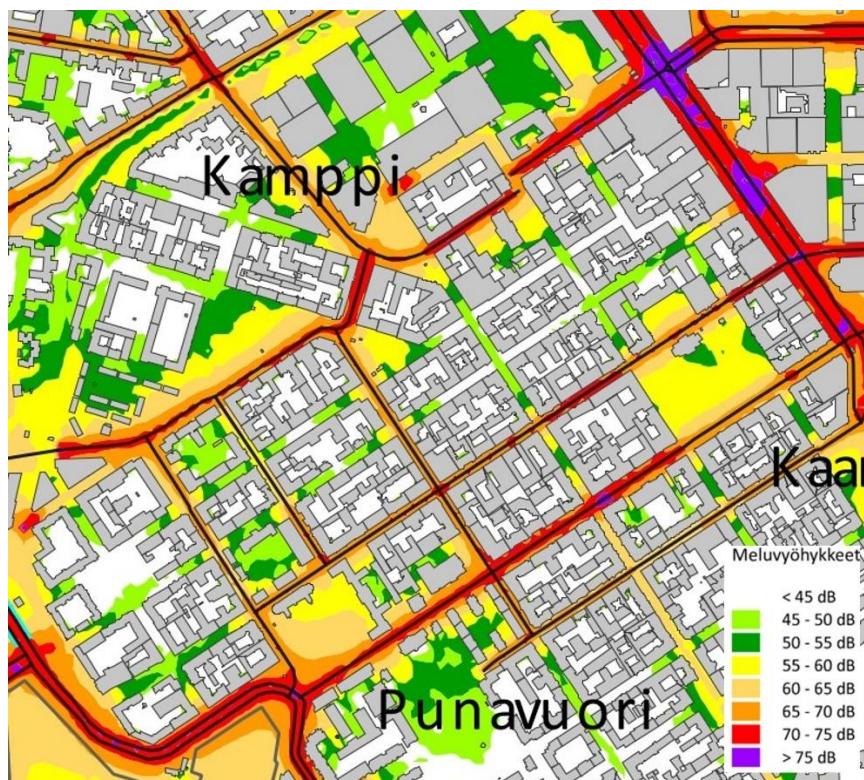 Kamppi
Kaar
Meluvyöhykkeet
< 45 dB
45 - 50 dB
50 - 55 dB
55 - 60 dB
60 - 65 dB
65 - 70 dB
70 - 75 dB
> 75 dB
Punavuori